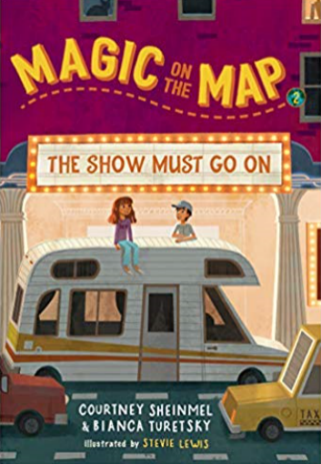 MAGIC
ON
THE
MAP
2
THE SHOW MUST GO ON
COURTNEY SHEINMEL
& BIANCA TURETSKY
illustrated by STEVIE LEWIS
TAXI